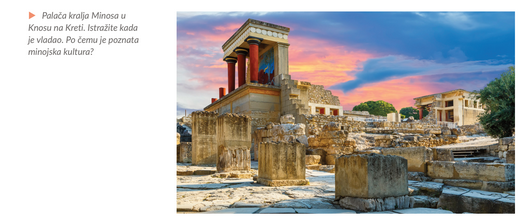 ▶ Palača kralja Minosa u
Knosu na Kreti. Istražite kada
je vladao. Po čemu je poznata
minojska kultura?